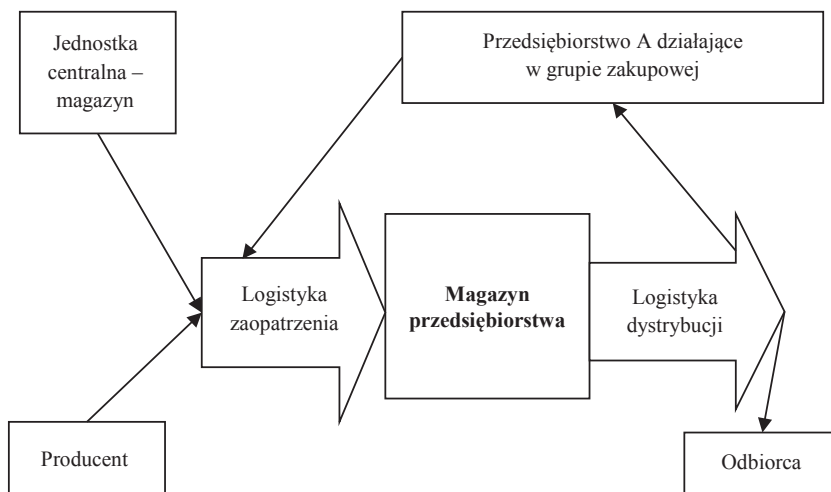 Jednostka
centralna –
magazyn
Przedsiębiorstwo A działające
w grupie zakupowej
Logistyka
zaopatrzenia
Magazyn
przedsiębiorstwa
Logistyka
dystrybucji
Producent
Odbiorca